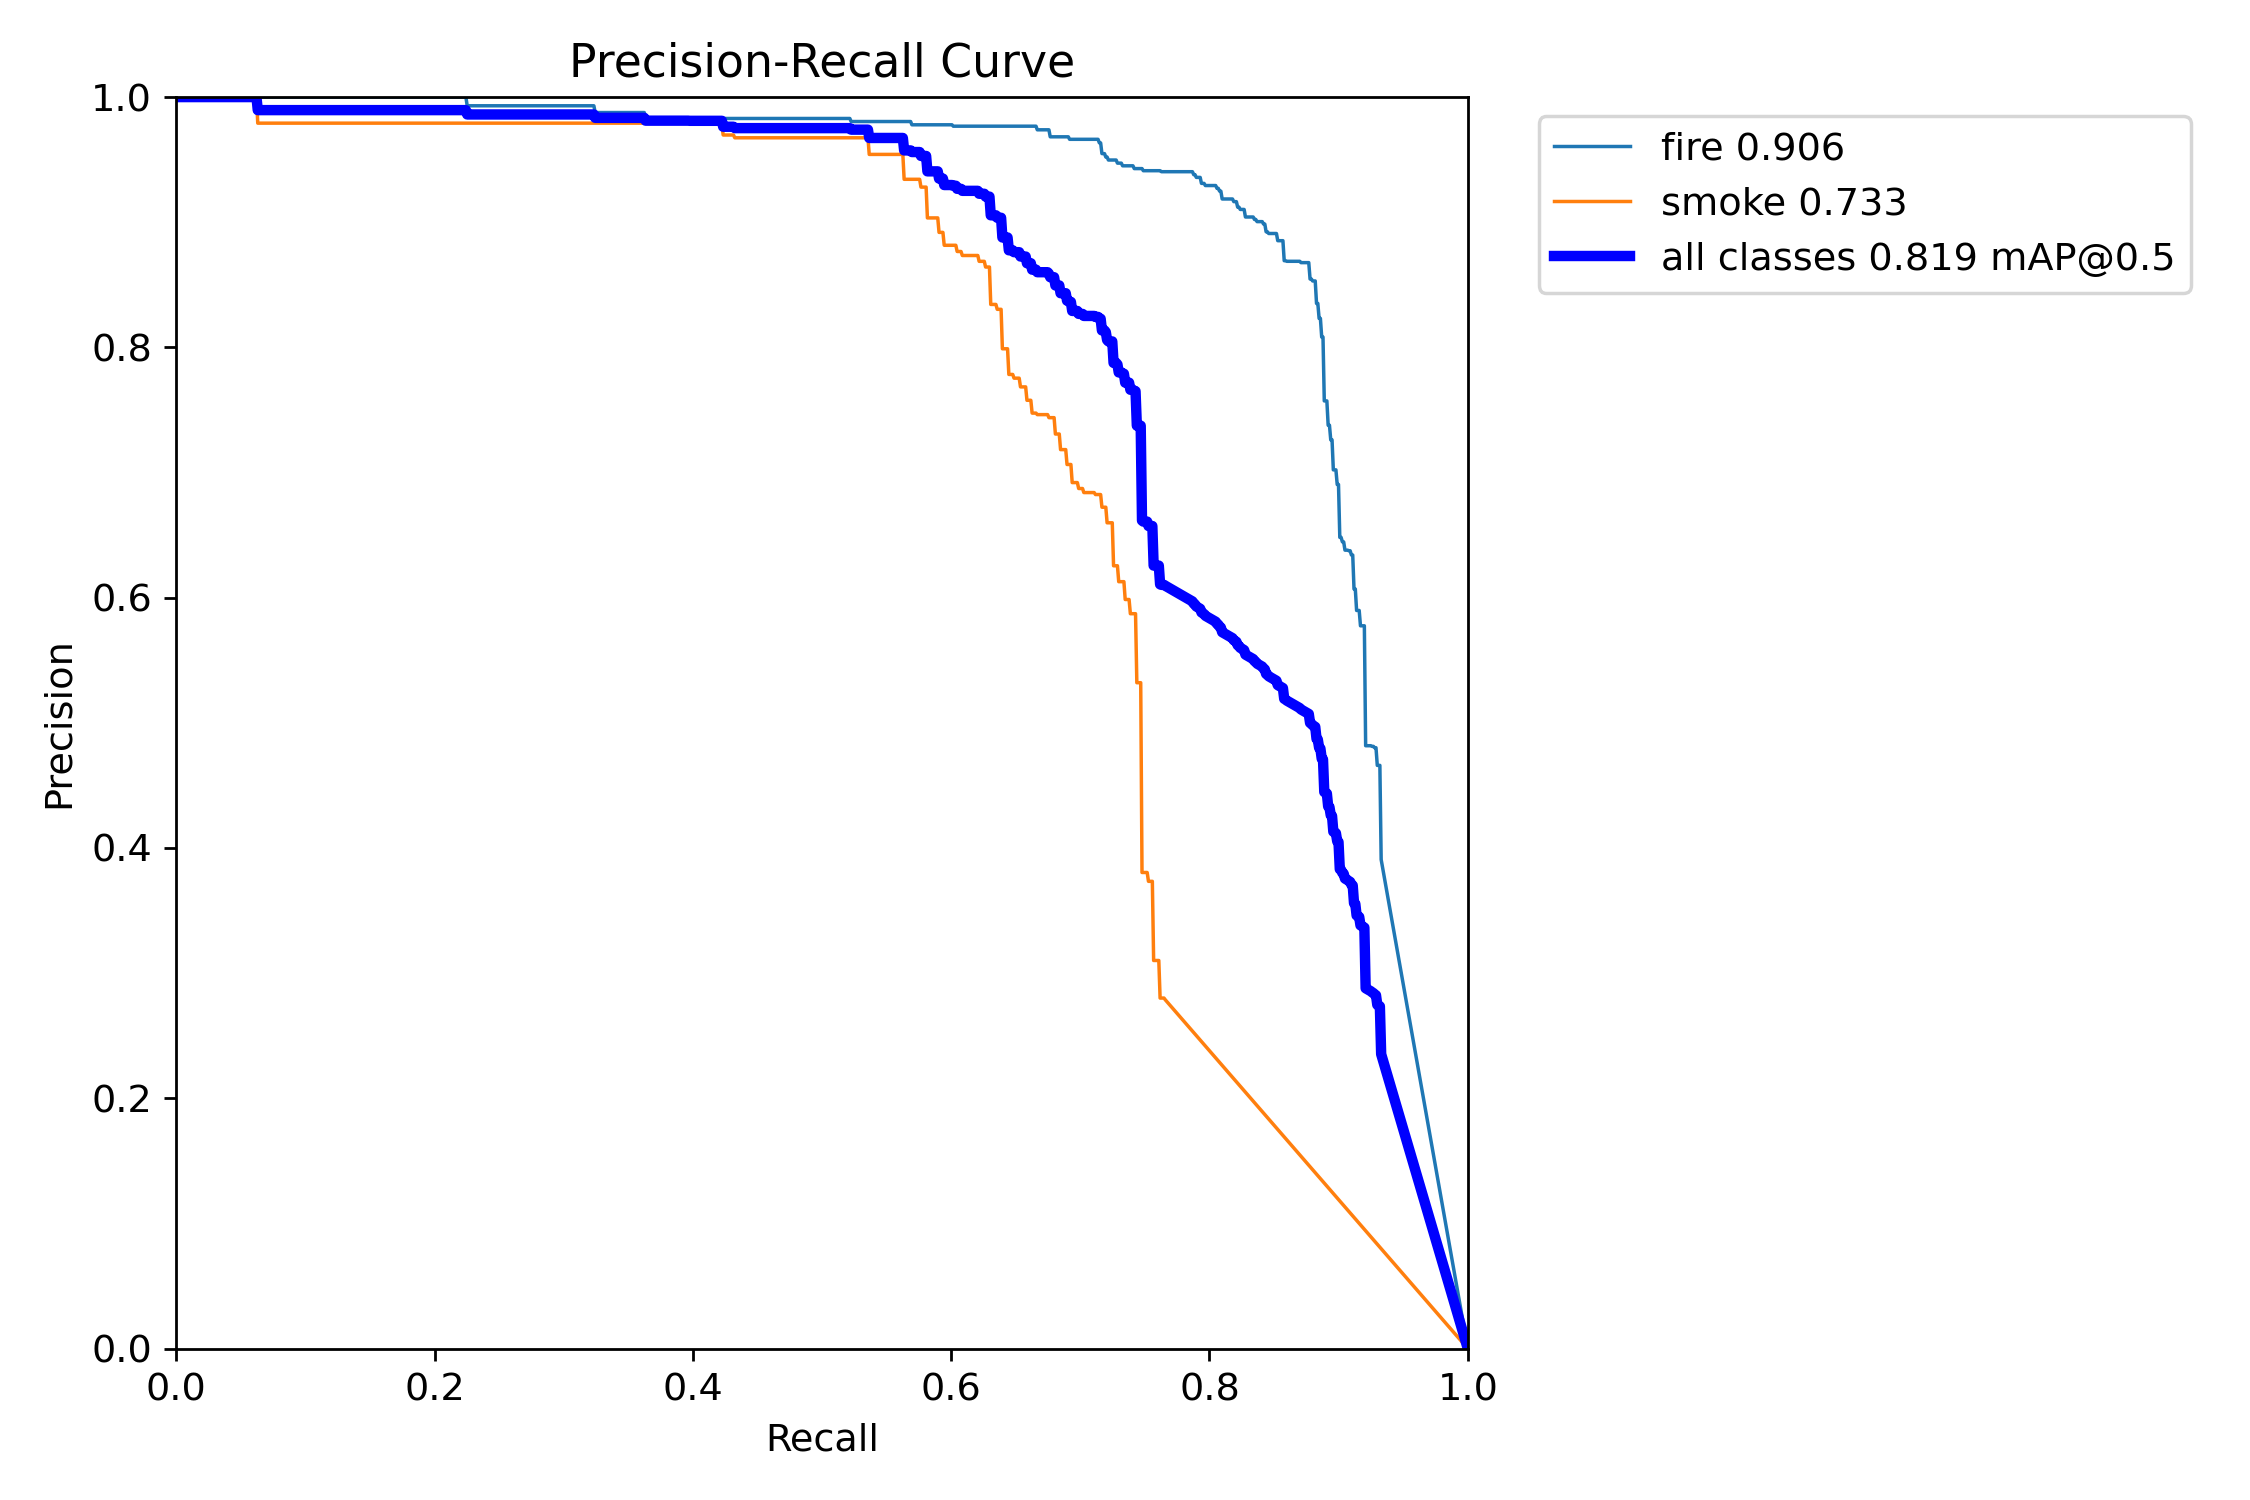 Precision-Recall Curve
1.0
0.8
0.6
0.4
0.2
0.0
Precision
0.0 0.2 0.4 0.6 0.8 1.0
Recall
fire 0.906
smoke 0.733
all classes 0.819 mAP@0.5